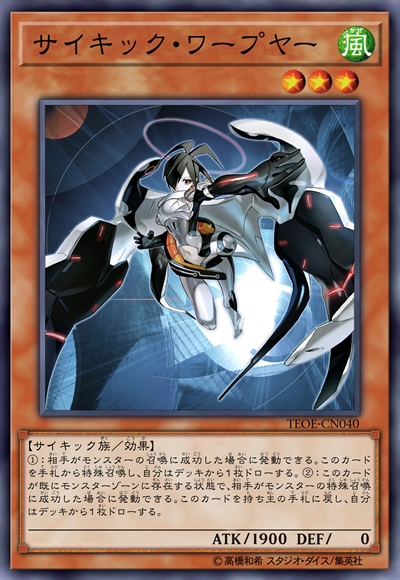 サイキック・ワープヤー
風
TEOE-CN040
【サイキック族／効果】
①：相手がモンスターの召喚に成功した場合に発動できる。このカー
ドを手札から特殊召喚し、自分はデッキから１枚ドローする。②：このカード
が既にモンスターゾーンに存在する状態で、相手がモンスターの特殊召喚
に成功した場合に発動できる。このカードを持ち主の手札に戻し、自分
はデッキから１枚ドローする。
ATK/1900 DEF/ 0
©高橋和希 スタジオ・ダイス/集英社